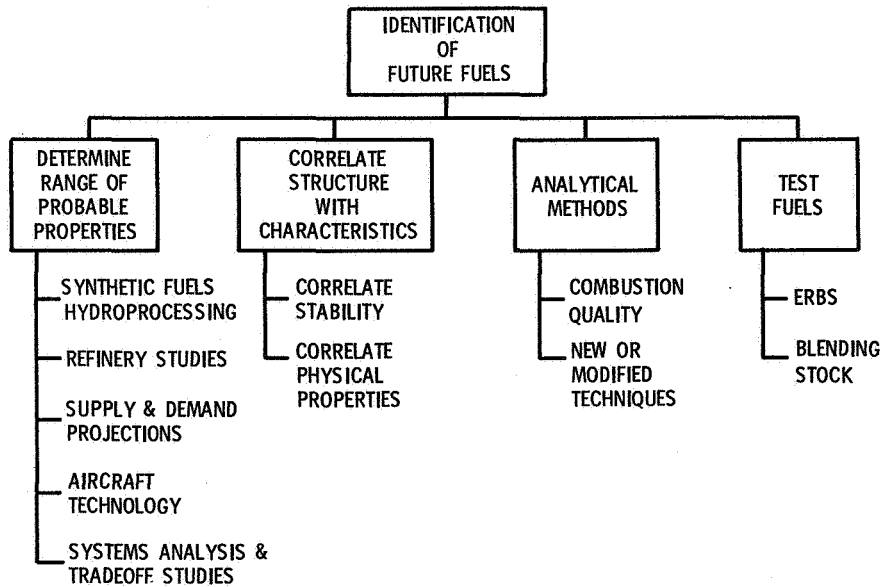 IDENTIFICATION
OF
FUTURE FUELS
DETERMINE
RANGE OF
PROBABLE
PROPERTIES
SYNTHETIC FUELS
HYDROPROCESSING
REFINERY STUDIES
SUPPLY & DEMAND
PROJECTIONS
AIRCRAFT
TECHNOLOGY
SYSTEMS ANALYSIS &
TRADEOFF STUDIES
CORRELATE
STRUCTURE
WITH
CHARACTERISTICS
CORRELATE
STABILITY
CORRELATE
PHYSICAL
PROPERTIES
ANALYTICAL
METHODS
COMBUSTION
QUALITY
NEW OR
MODIFIED
TECHNIQUES
TEST
FUELS
ERBS
BLENDING
STOCK